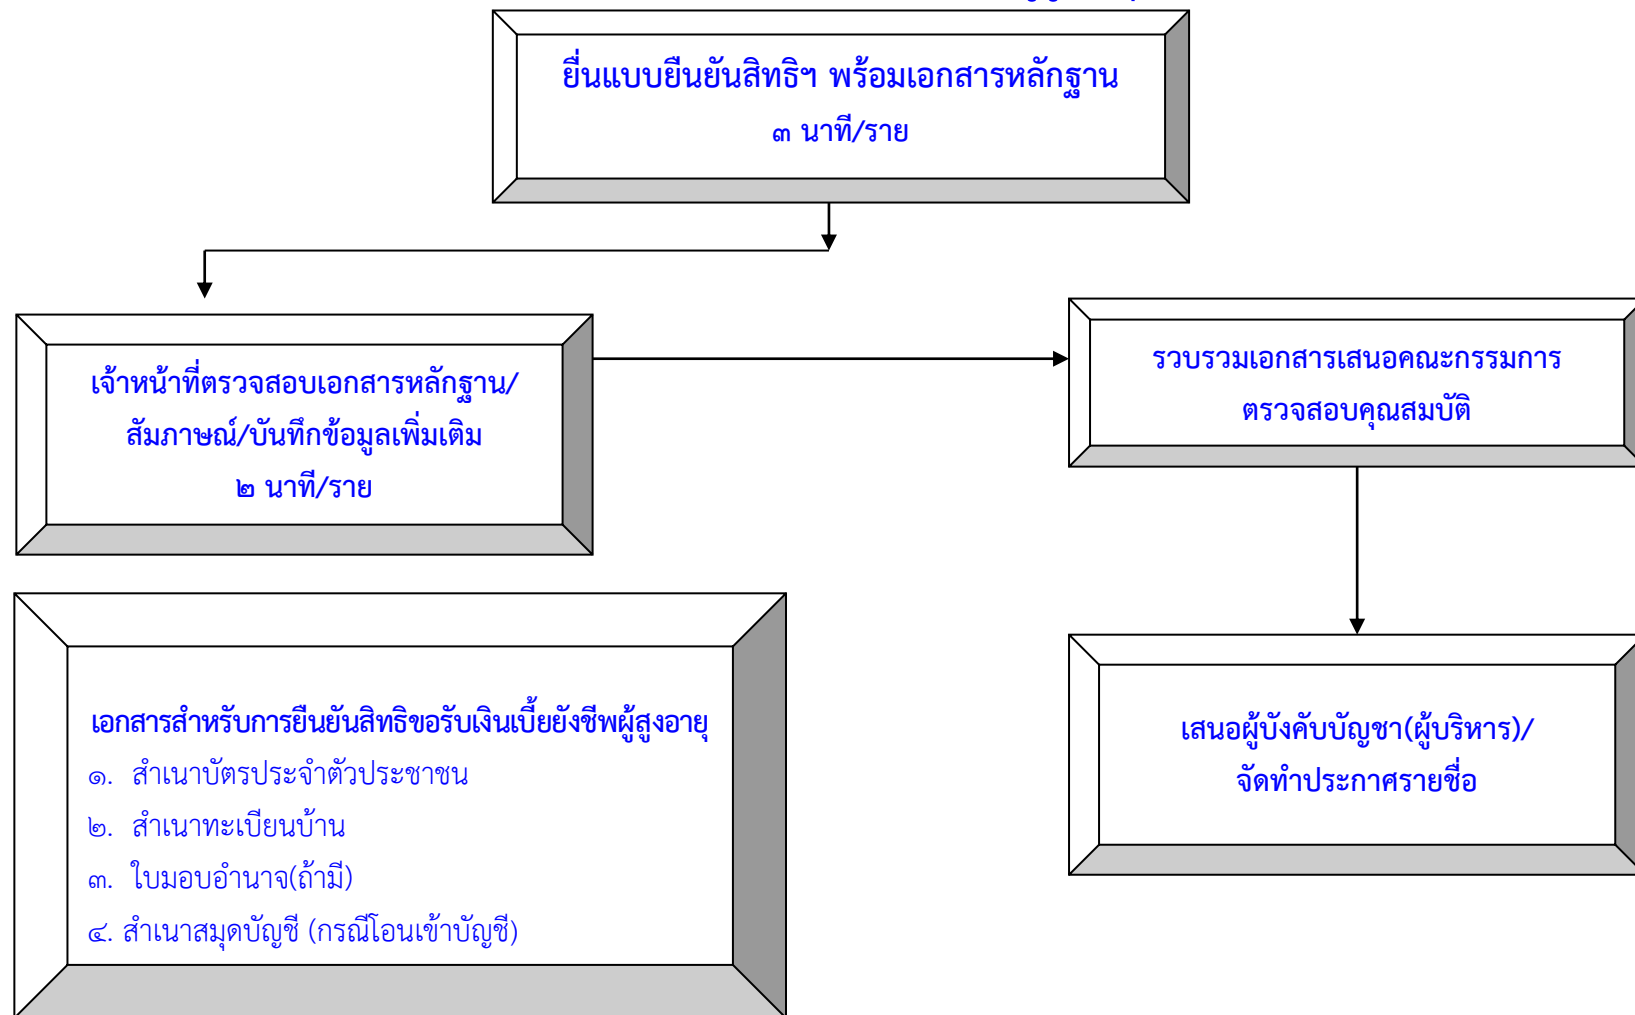 ยื่นแบบยืนยันสิทธิฯ พร้อมเอกสารหลักฐาน
๓ นาที/ราย
เจ้าหน้าที่ตรวจสอบเอกสารหลักฐาน/
สัมภาษณ์/บันทึกข้อมูลเพิ่มเติม
๒ นาที/ราย
รวบรวมเอกสารเสนอคณะกรรมการ
ตรวจสอบคุณสมบัติ
เอกสารสำหรับการยืนยันสิทธิขอรับเงินเบี้ยยังชีพผู้สูงอายุ
๑. สำเนาบัตรประจำตัวประชาชน
๒. สำเนาทะเบียนบ้าน
๓. ใบมอบอำนาจ(ถ้ามี)
๔. สำเนาสมุดบัญชี (กรณีโอนเข้าบัญชี)
เสนอผู้บังคับบัญชา(ผู้บริหาร)/
จัดทำประกาศรายชื่อ